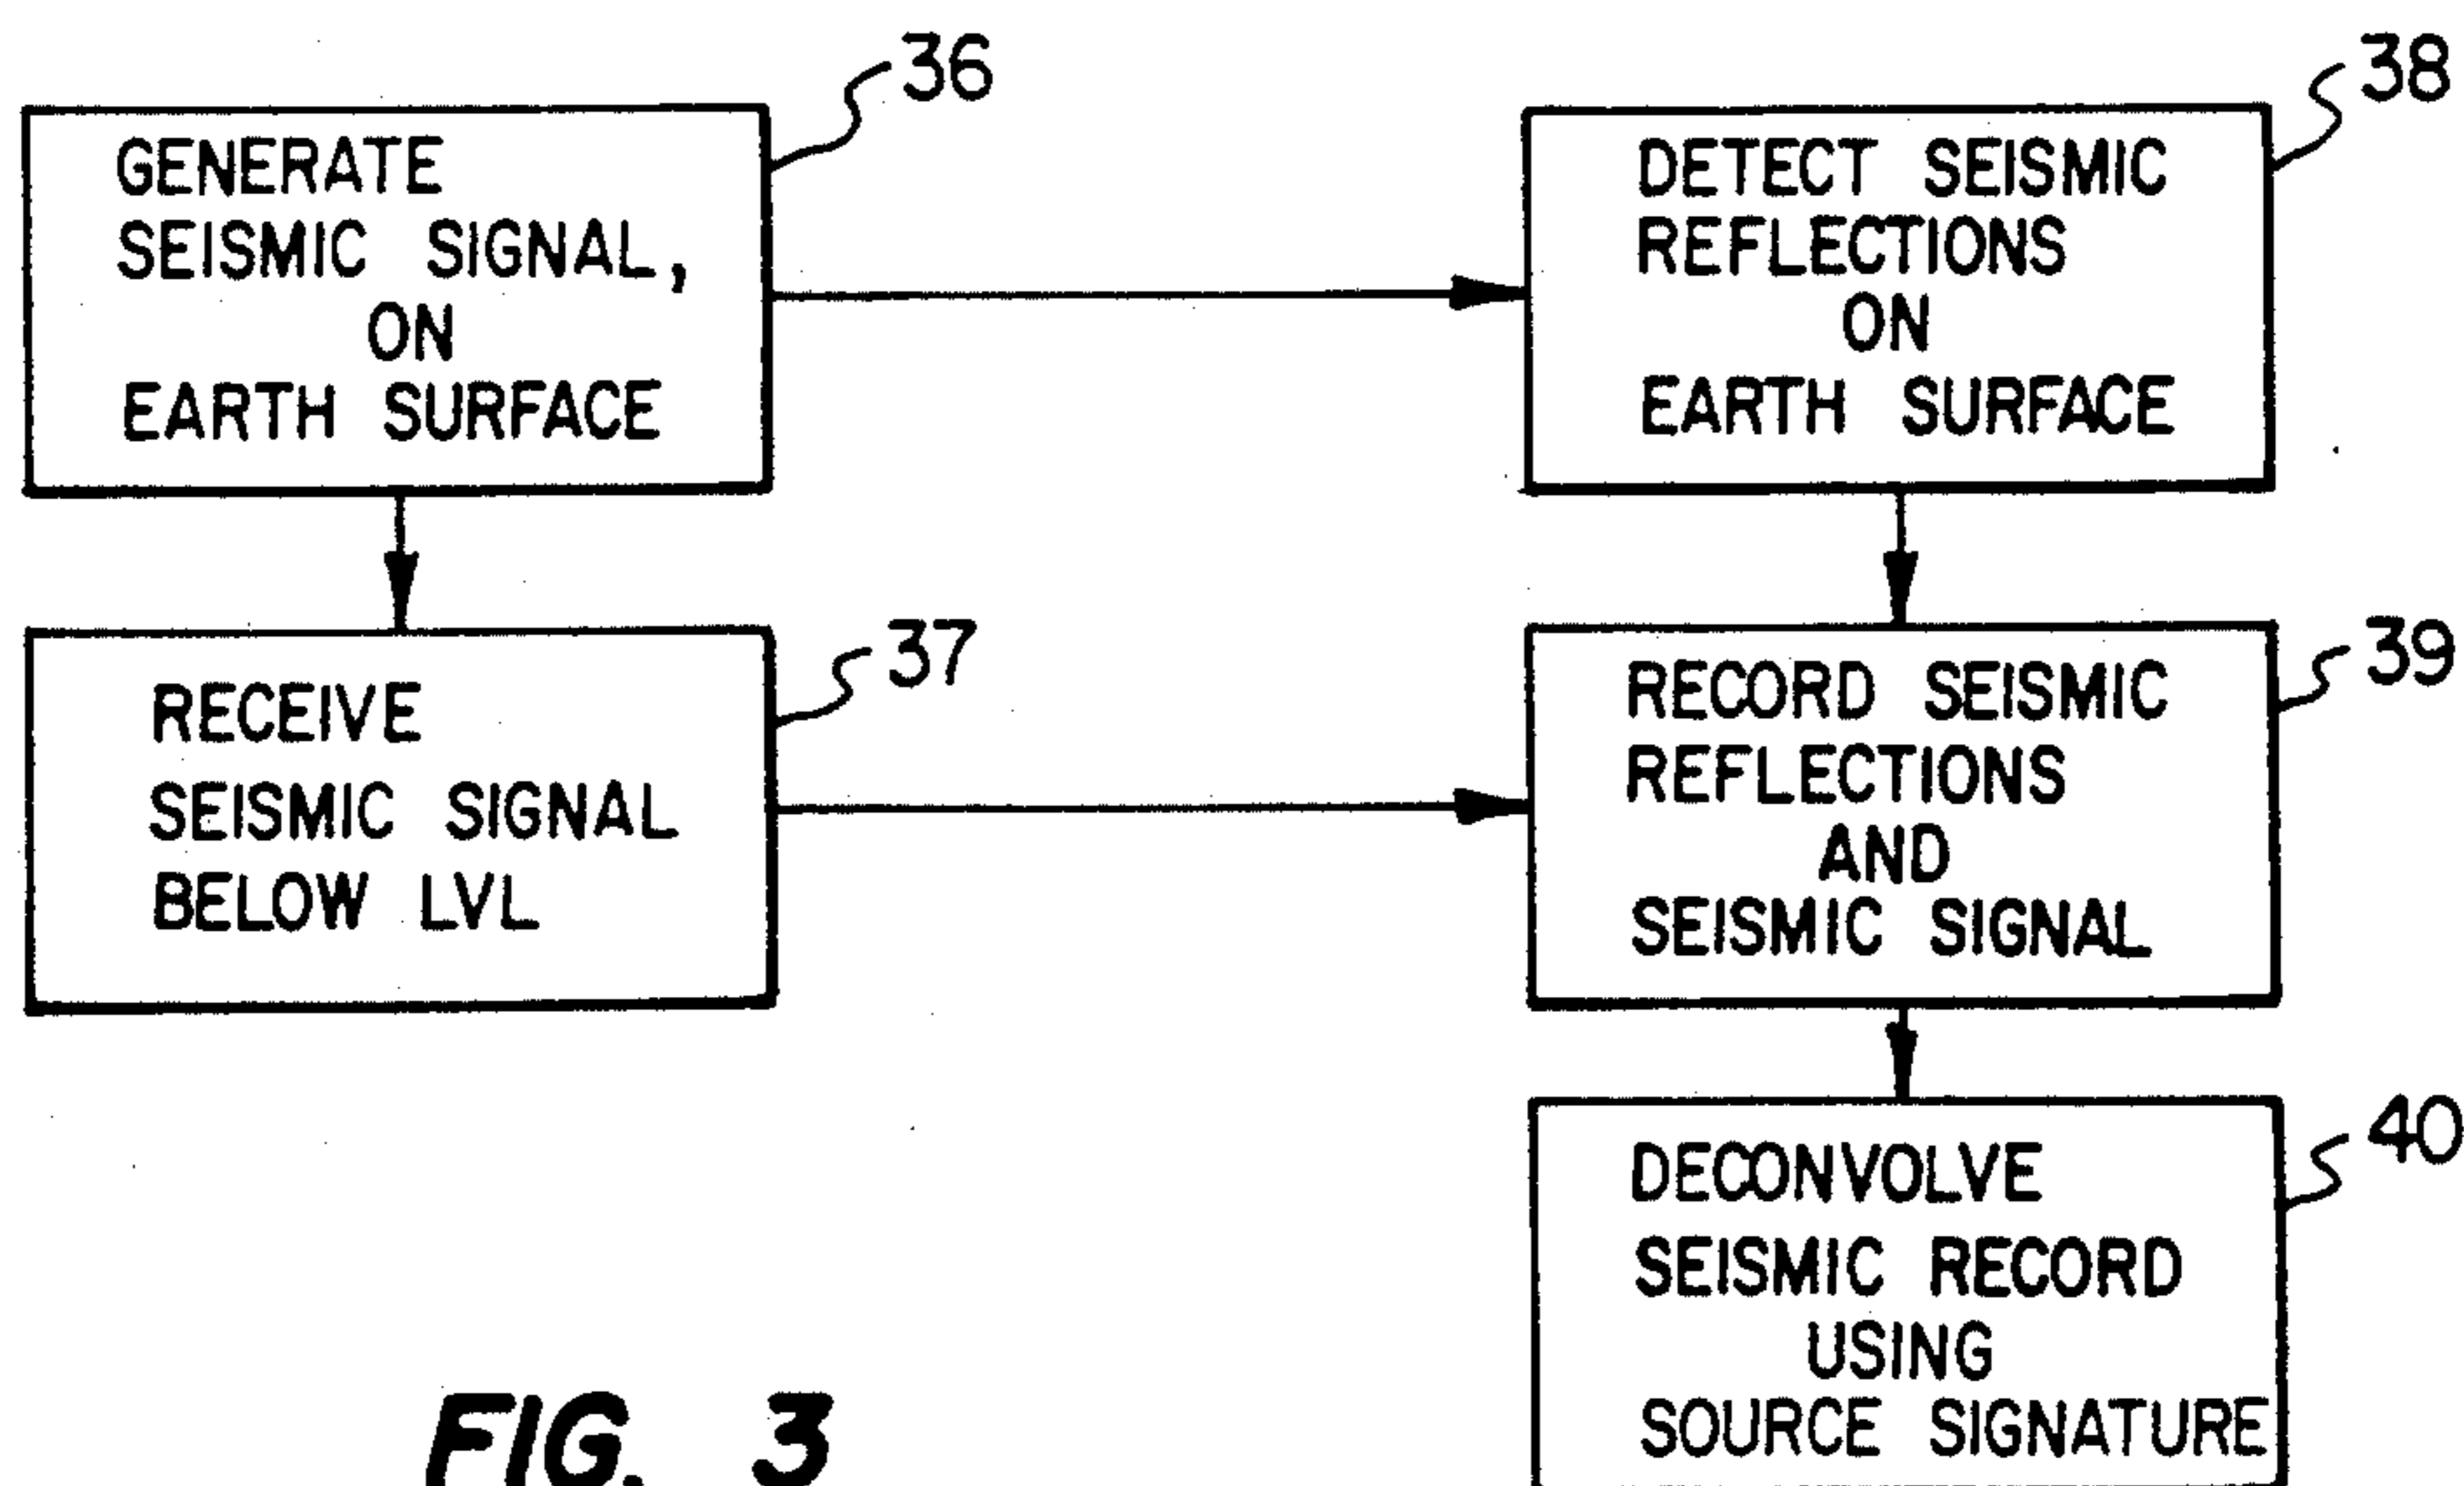 36
GENERATE
SEISMIC SIGNAL,
ON
EARTH SURFACE
38
DETECT SEISMIC
REFLECTIONS
ON
EARTH SURFACE
37
RECEIVE
SEISMIC SIGNAL
BELOW LVL
39
RECORD SEISMIC
REFLECTIONS
AND
SEISMIC SIGNAL
40
DECONVOLVE
SEISMIC RECORD
USING
SOURCE SIGNATURE
FIG. 3